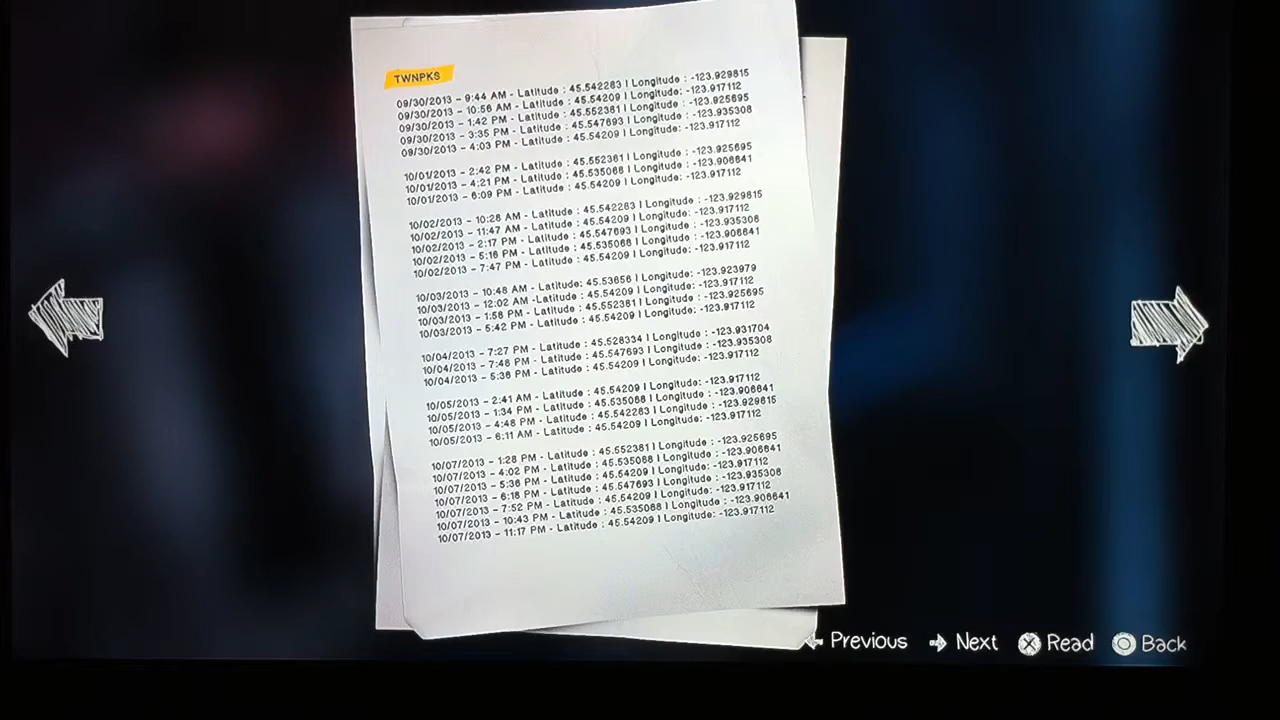 TWNPKS
09/30/2013 - 9:44 AM - Latitude : 45.542283 | Longitude : -123.929815
09/30/2013 - 10:56 AM - Latitude : 45.54209 | Longitude: -123.917112
09/30/2013 - 1:42 PM - Latitude : 45.552381 | Longitude : -123.925695
09/30/2013 - 3:35 PM - Latitude : 45.547693 | Longitude : -123.935308
09/30/2013 - 4:03 PM - Latitude : 45.54209 | Longitude: -123.917112
10/01/2013 - 2:42 PM - Latitude : 45.552381 | Longitude : -123.925695
10/01/2013 - 4:21 PM - Latitude : 45.535068 | Longitude : -123.906641
10/01/2013 - 6:09 PM - Latitude : 45.54209 | Longitude: -123.917112
10/02/2013 - 10:28 AM - Latitude : 45.542283 | Longitude : -123.929815
10/02/2013 - 11:47 AM - Latitude : 45.54209 | Longitude: -123.917112
10/02/2013 - 2:17 PM - Latitude : 45.547693 | Longitude : -123.935308
10/02/2013 - 5:16 PM - Latitude : 45.535068 | Longitude : -123.906641
10/02/2013 - 7:47 PM - Latitude : 45.54209 | Longitude: -123.917112
10/03/2013 - 10:48 AM - Latitude: 45.53656 | Longitude: -123.923979
10/03/2013 - 12:02 AM -Latitude : 45.54209 | Longitude: -123.917112
10/03/2013 - 1:58 PM - Latitude : 45.552381 | Longitude : -123.925695
10/03/2013 - 5:42 PM - Latitude : 45.54209 | Longitude: -123.917112
10/04/2013 - 7:27 PM - Latitude : 45.528334 | Longitude : -123.931704
10/04/2013 - 7:48 PM - Latitude : 45.547693 | Longitude : -123.935308
10/04/2013 - 5:38 PM - Latitude : 45.54209 | Longitude: -123.917112
10/05/2013 - 2:41 AM - Latitude : 45.54209 | Longitude: -123.917112
10/05/2013 - 1:34 PM - Latitude : 45.535068 | Longitude : -123.906641
10/05/2013 - 4:48 PM - Latitude : 45.542283 | Longitude : -123.929815
10/05/2013 - 6:11 AM - Latitude : 45.54209 | Longitude: -123.917112
10/07/2013 - 1:28 PM - Latitude : 45.552381 | Longitude : -123.925695
10/07/2013 - 4:02 PM - Latitude : 45.535068 | Longitude : -123.906641
10/07/2013 - 5:36 PM - Latitude : 45.54209 | Longitude: -123.917112
10/07/2013 - 6:18 PM - Latitude : 45.547693 | Longitude : -123.935308
10/07/2013 - 7:52 PM - Latitude : 45.54209 | Longitude: -123.917112
10/07/2013 - 10:43 PM - Latitude : 45.535068 | Longitude : -123.906641
10/07/2013 - 11:17 PM - Latitude : 45.54209 | Longitude: -123.917112
Previous Next Read Back